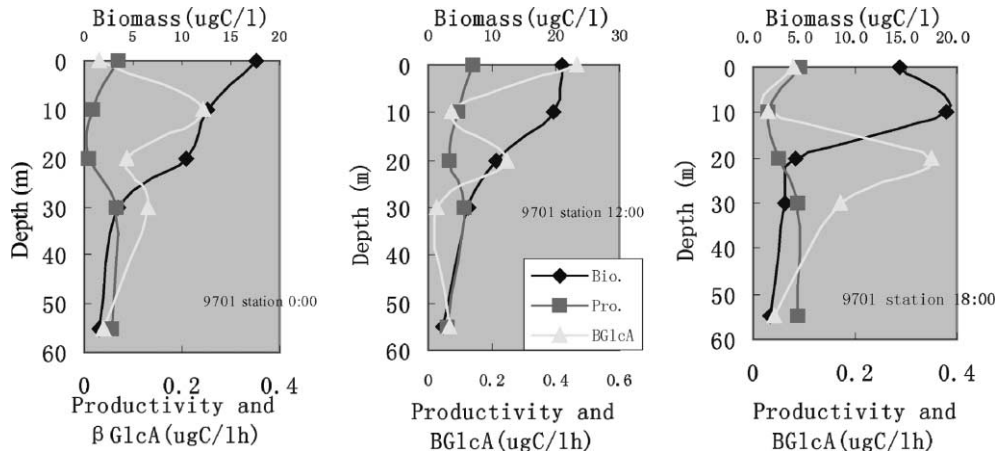 Biomass(ugC/l)
0 5 10 15 20
0
10
20
30
40
50
60
Depth(m)
9701 station 0:00
0 0.2 0.4
Productivity and
βGlcA(ugC/lh)
Biomass(ugC/l)
0 10 20 30
0
10
20
30
40
50
60
Depth (m)
9701 station 12:00
Bio.
Pro.
BGlcA
0 0.2 0.4 0.6
Productivity and
BGlcA(ugC/lh)
Biomass(ugC/l)
0.0 5.0 10.0 15.0 20.0
0
10
20
30
40
50
60
Depth (m)
9701 station 18:00
0 0.2 0.4
Productivity and
BGlcA(ugC/lh)